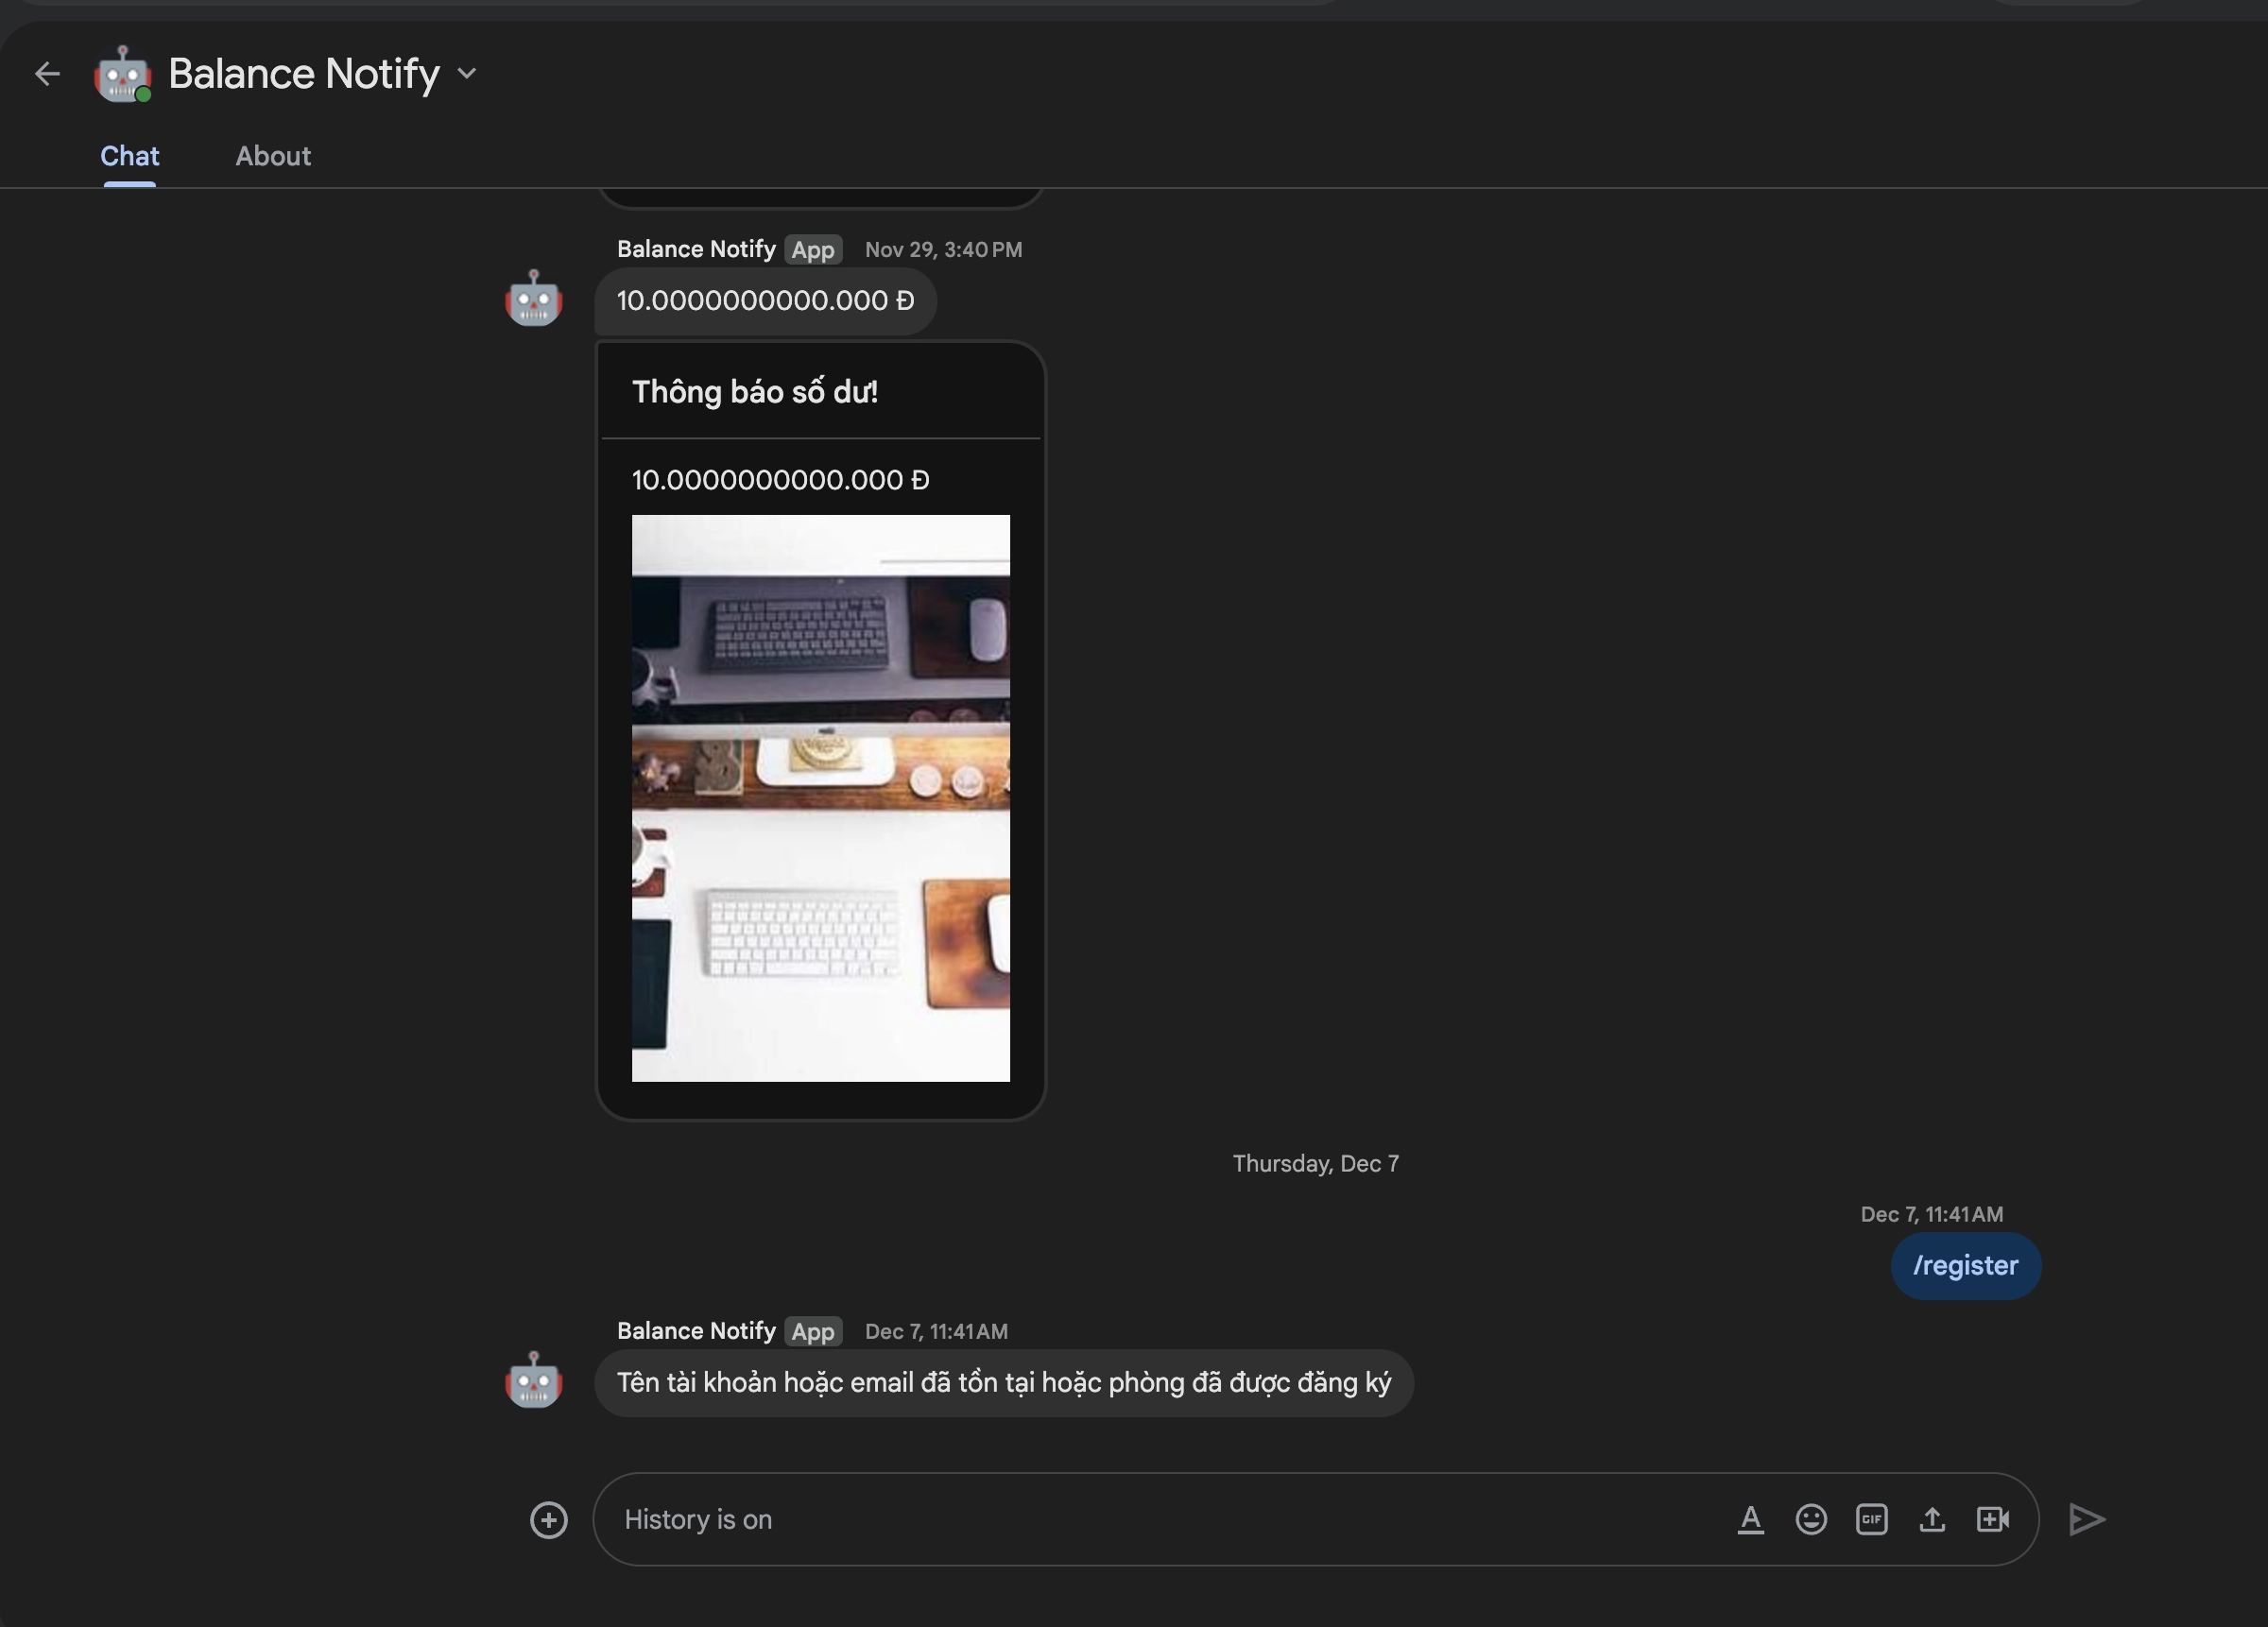 Balance Notify
Chat About
Balance Notify App Nov 29, 3:40 PM
10.0000000000.000 Đ
Thông báo số dư!
10.0000000000.000 Đ
Thursday, Dec 7
Dec 7, 11:41 AM
/register
Balance Notify App Dec 7, 11:41 AM
Tên tài khoản hoặc email đã tồn tại hoặc phòng đã được đăng ký
History is on
A
GIF